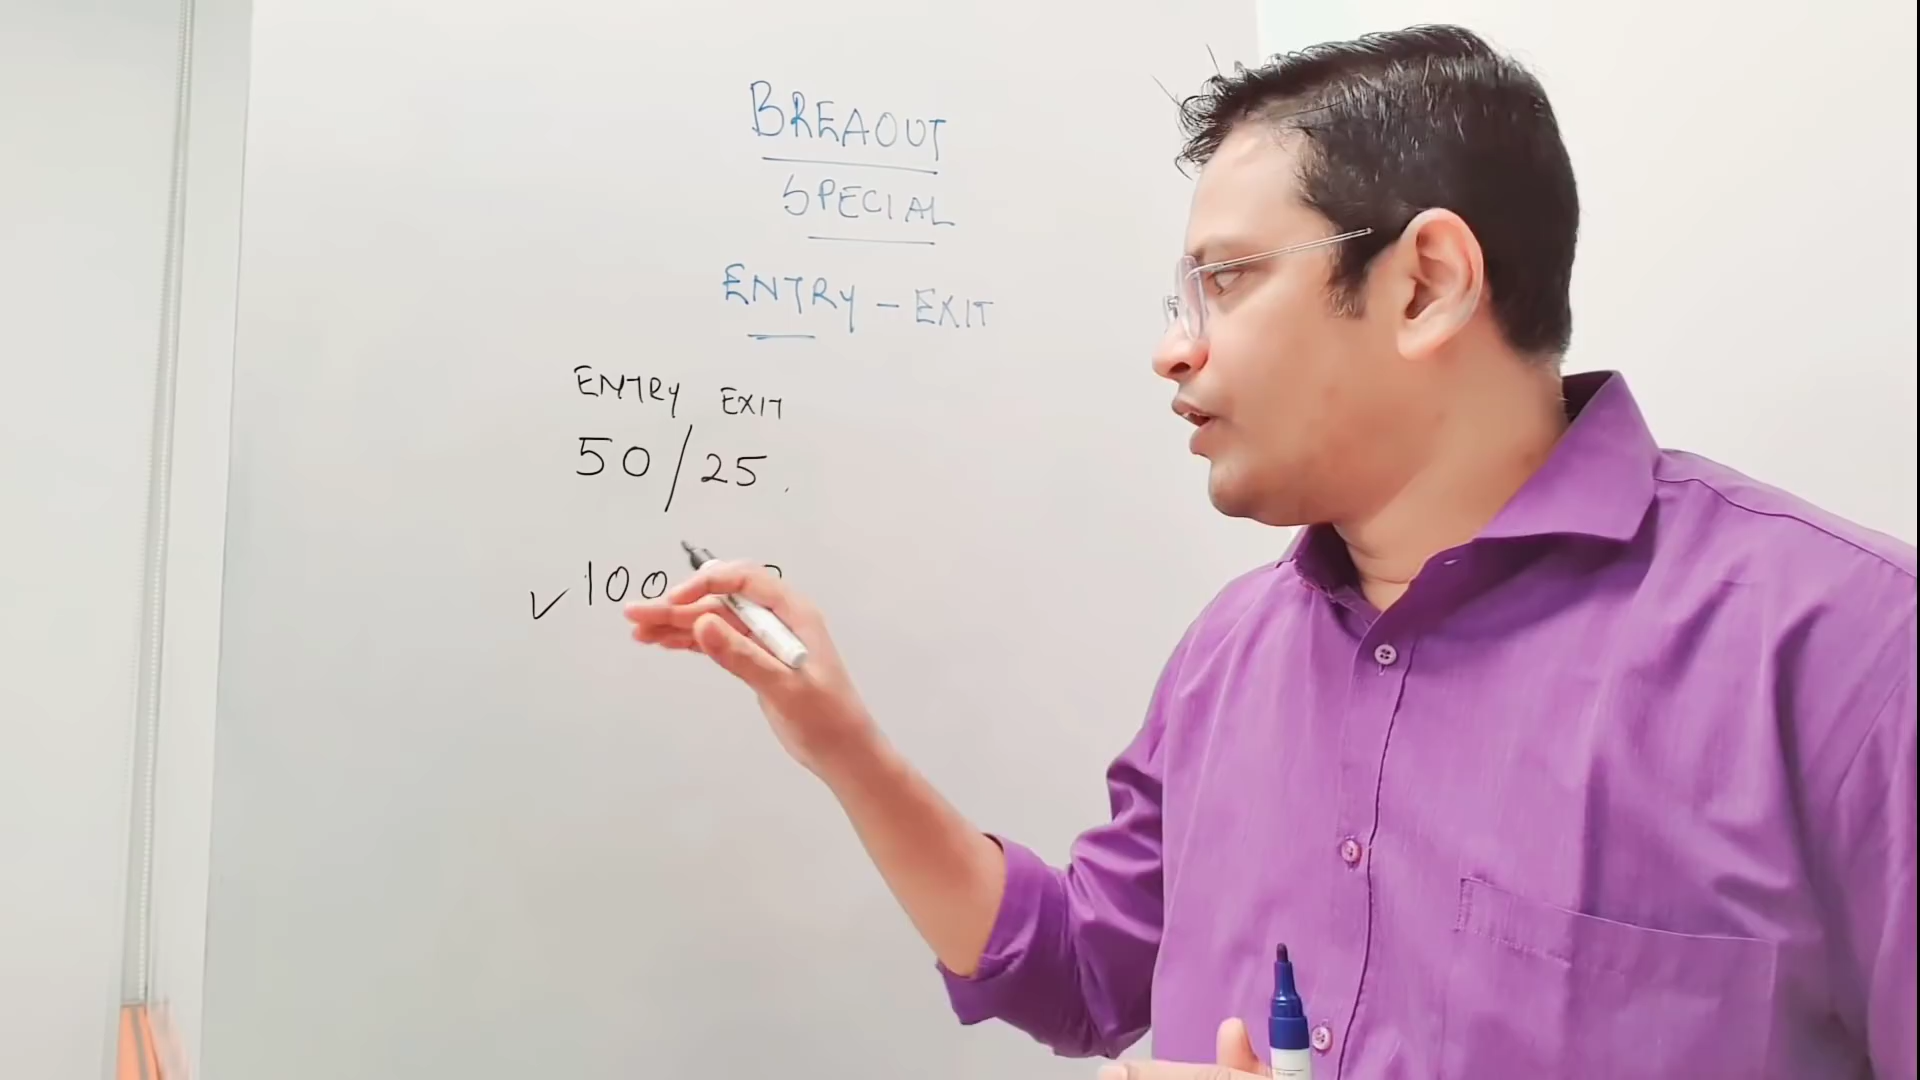 BREAOUT
SPECIAL
ENTRY - EXIT
ENTRY EXIT
50/25
✓ 100